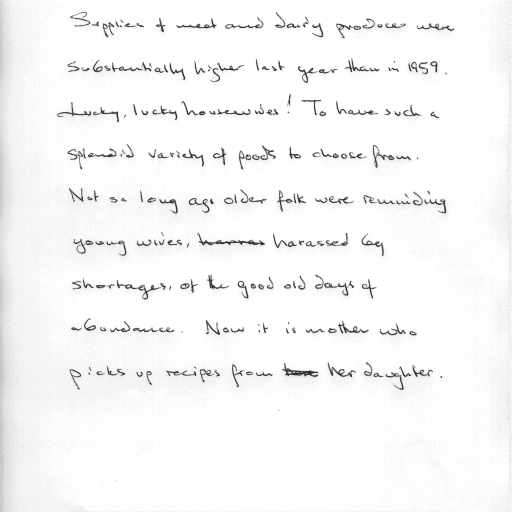 Supplies of meat and dairy produce were
substantially higher last year than in 1959.
Lucky, lucky housewives! To have such a
splendid variety of foods to choose from.
Not so long ago older folk were reminding
young wives, harassed by
shortages, of the good old days of
abundance. Now it is mother who
picks up recipes from her daughter.